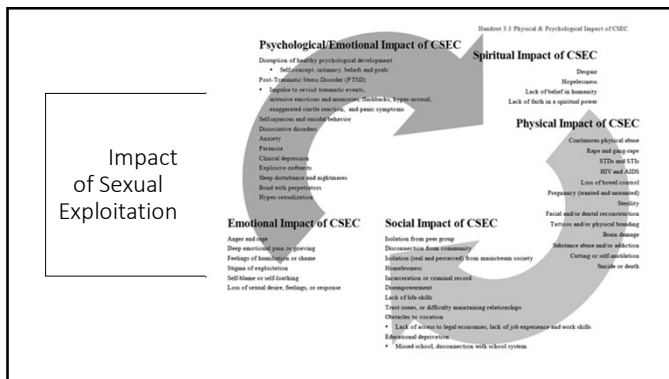 Impact
of Sexual
Exploitation
Handout 3.3 Physical & Psychological Impact of CSEC
Psychological/Emotional Impact of CSEC
Disruption of healthy psychological development
• Self-concept, intimacy, beliefs and goals
Post-Traumatic Stress Disorder (PTSD)
• Impulse to revisit traumatic events,
intrusive emotions and memories, flashbacks, hyper-arousal,
exaggerated startle reaction, and panic symptoms
Self-injurious and suicidal behavior
Dissociative disorders
Anxiety
Paranoia
Clinical depression
Explosive outbursts
Sleep disturbance and nightmares
Bond with perpetrators
Hyper-sexualization
Spiritual Impact of CSEC
Despair
Hopelessness
Lack of belief in humanity
Lack of faith in a spiritual power
Physical Impact of CSEC
Continuous physical abuse
Rape and gang-rape
STDs and STIs
HIV and AIDS
Loss of bowel control
Pregnancy (wanted and unwanted)
Sterility
Facial and/or dental reconstruction
Tattoos and/or physical branding
Brain damage
Substance abuse and/or addiction
Cutting or self-mutilation
Suicide or death
Emotional Impact of CSEC
Anger and rage
Deep emotional pain or grieving
Feelings of humiliation or shame
Stigma of exploitation
Self-blame or self-loathing
Loss of sexual desire, feelings, or response
Social Impact of CSEC
Isolation from peer group
Disconnection from community
Isolation (real and perceived) from mainstream society
Homelessness
Incarceration or criminal record
Disempowerment
Lack of life-skills
Trust issues, or difficulty maintaining relationships
Obstacles to vocation
• Lack of access to legal economies, lack of job experience and work skills
Educational deprivation
• Missed school, disconnection with school system